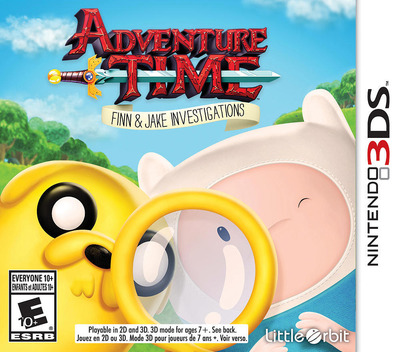 ADVENTURE
TIME
FINN & JAKE INVESTIGATIONS
NINTENDO 3DS
EVERYONE 10+
ENFANTS et ADULTES 10+
E
10+
ESRB
Playable in 2D and 3D. 3D mode for ages 7+. See back.
Jouez en 2D ou 3D. Mode 3D pour joueurs de 7 ans+. Voir verso.
Little Orbit